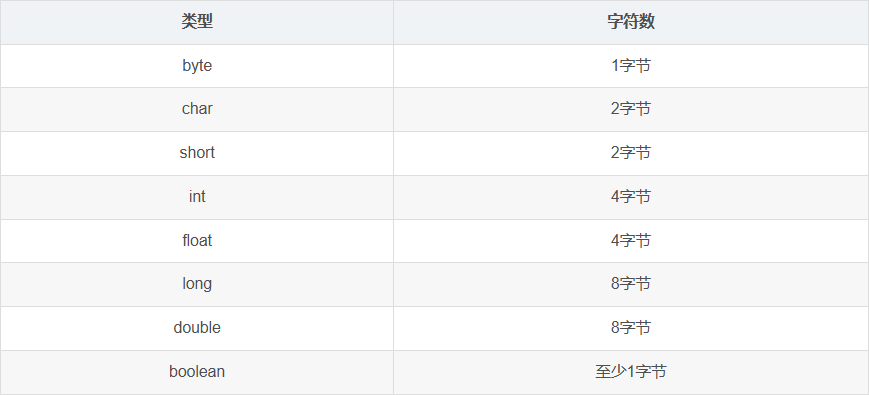 类型 字符数
byte 1字节
char 2字节
short 2字节
int 4字节
float 4字节
long 8字节
double 8字节
boolean 至少1字节